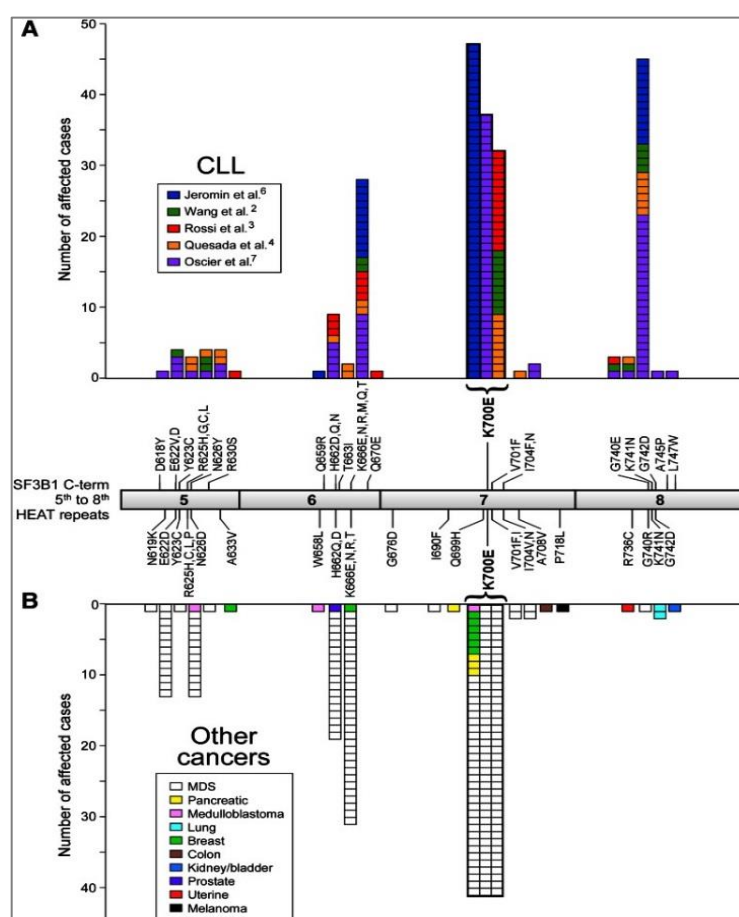 A
Number of affected cases
50
40
30
20
10
0
CLL
Jeromin et al.6
Wang et al.2
Rossi et al.3
Quesada et al.4
Oscier et al.7
D618Y
E622V,D
Y623C
R625H,G,C,L
N626Y
R630S
Q659R
H662D,Q,N
T663I
K666E,N,R,M,Q,T
Q670E
K700E
V701F
I704F,N
G740E
K741N
G742D
A745P
L747W
SF3B1 C-term
5th to 8th
HEAT repeats
5
6
7
8
N619K
E622D
Y623C
R625H,C,L,P
N626D
A633V
W658L
H662Q,D
K666E,N,R,T
G676D
I690F
Q699H
K700E
V701F,I
I704V,N
A708V
P718L
R736C
G740R
K741N
G742D
B
Number of affected cases
0
10
20
30
40
Other
cancers
MDS
Pancreatic
Medulloblastoma
Lung
Breast
Colon
Kidney/bladder
Prostate
Uterine
Melanoma